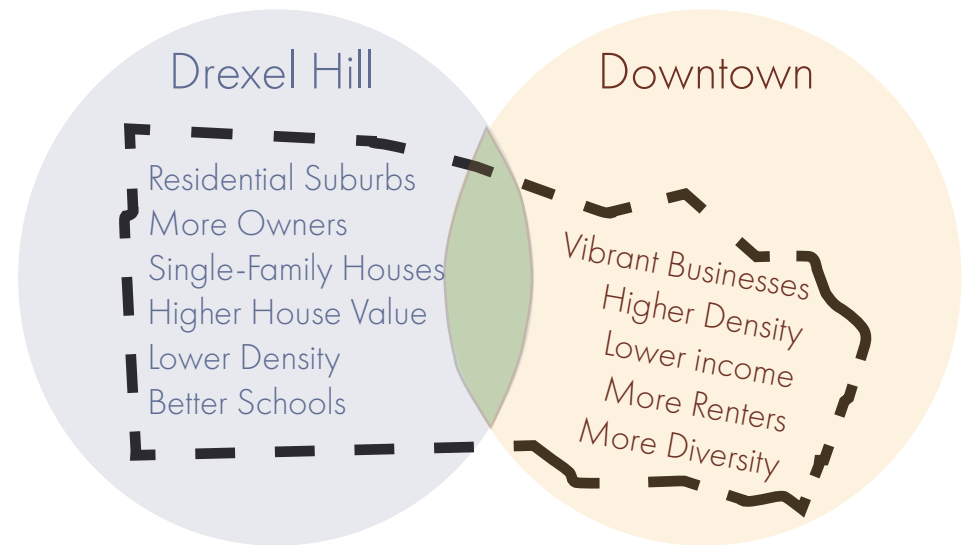 Drexel Hill
Residential Suburbs
More Owners
Single-Family Houses
Higher House Value
Lower Density
Better Schools
Downtown
Vibrant Businesses
Higher Density
Lower income
More Renters
More Diversity